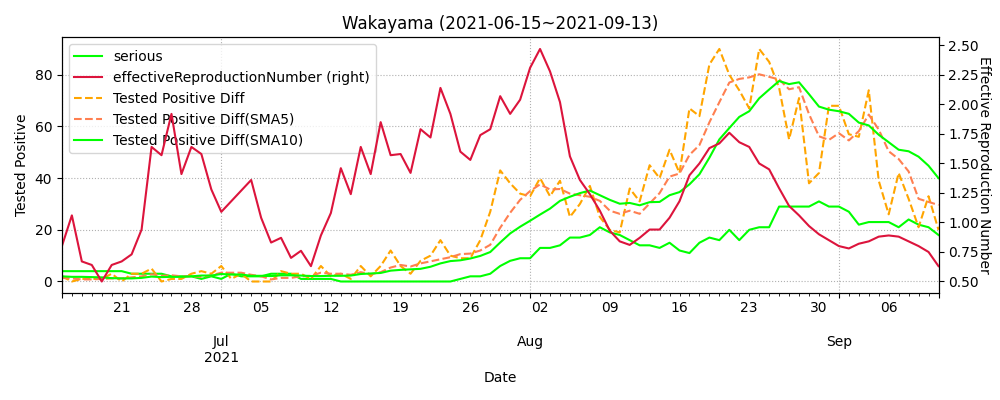 Wakayama (2021-06-15~2021-09-13)
serious
effectiveReproductionNumber (right)
Tested Positive Diff
Tested Positive Diff(SMA5)
Tested Positive Diff(SMA10)
Tested Positive
80
60
40
20
0
2.50
2.25
2.00
1.75
1.50
1.25
1.00
0.75
0.50
Effective Reproduction Number
21 28 05 12 19 26 02 09 16 23 30 06
Jul Aug Sep
2021
Date